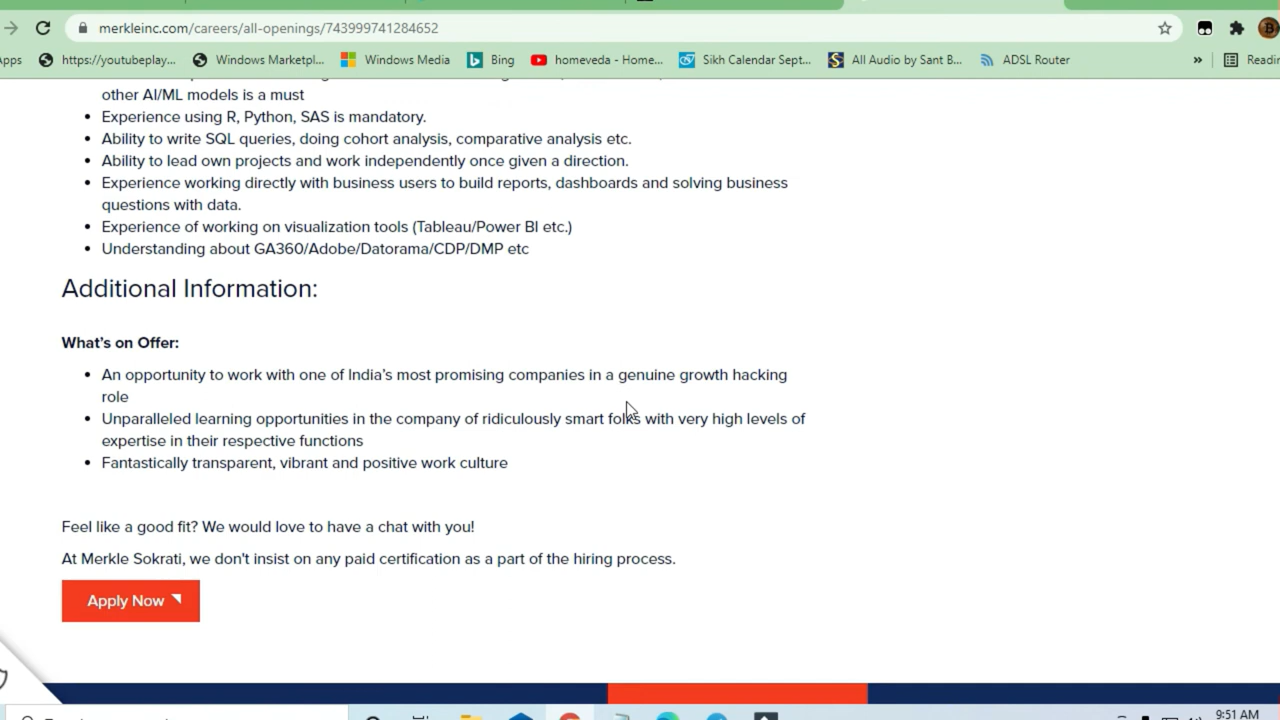 merkleinc.com/careers/all-openings/743999741284652
pps https://youtubeplay... Windows Marketpl... Windows Media Bing homeveda - Home... Sikh Calendar Sept... All Audio by Sant B... ADSL Router » Readin
other AI/ML models is a must
• Experience using R, Python, SAS is mandatory.
• Ability to write SQL queries, doing cohort analysis, comparative analysis etc.
• Ability to lead own projects and work independently once given a direction.
• Experience working directly with business users to build reports, dashboards and solving business
questions with data.
• Experience of working on visualization tools (Tableau/Power BI etc.)
• Understanding about GA360/Adobe/Datorama/CDP/DMP etc
Additional Information:
What's on Offer:
• An opportunity to work with one of India's most promising companies in a genuine growth hacking
role
• Unparalleled learning opportunities in the company of ridiculously smart folks with very high levels of
expertise in their respective functions
• Fantastically transparent, vibrant and positive work culture
Feel like a good fit? We would love to have a chat with you!
At Merkle Sokrati, we don't insist on any paid certification as a part of the hiring process.
Apply Now
9:51 AM